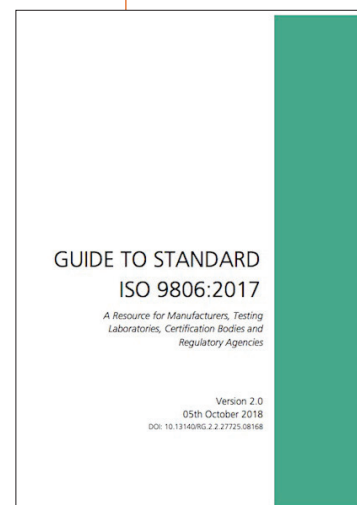 GUIDE TO STANDARD
ISO 9806:2017
A Resource for Manufacturers, Testing
Laboratories, Certification Bodies and
Regulatory Agencies
Version 2.0
05th October 2018
DOI: 10.13140/RG.2.2.27725.08168